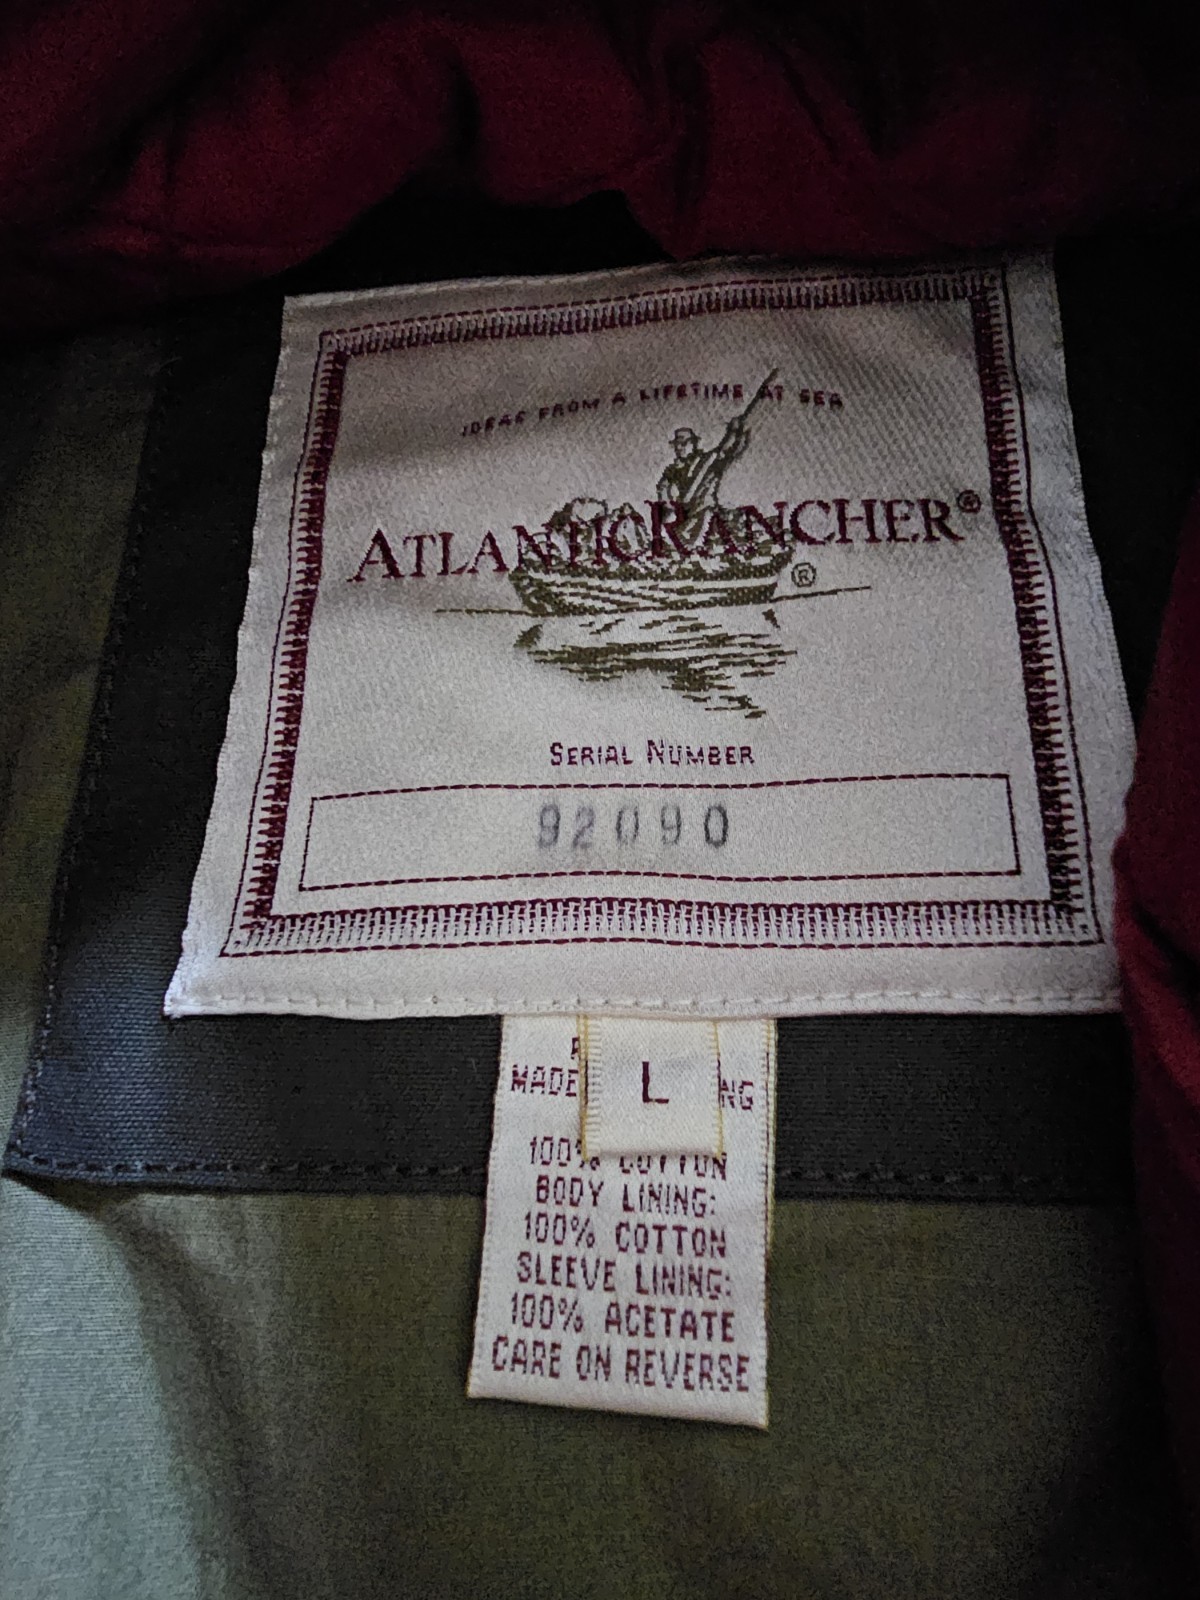 IDEAS FROM A LIFETIME AT SEA
ATLANTICRANCHER®
®
SERIAL NUMBER
92090
L
MADE
100% COTTON
BODY LINING:
100% COTTON
SLEEVE LINING:
100% ACETATE
CARE ON REVERSE